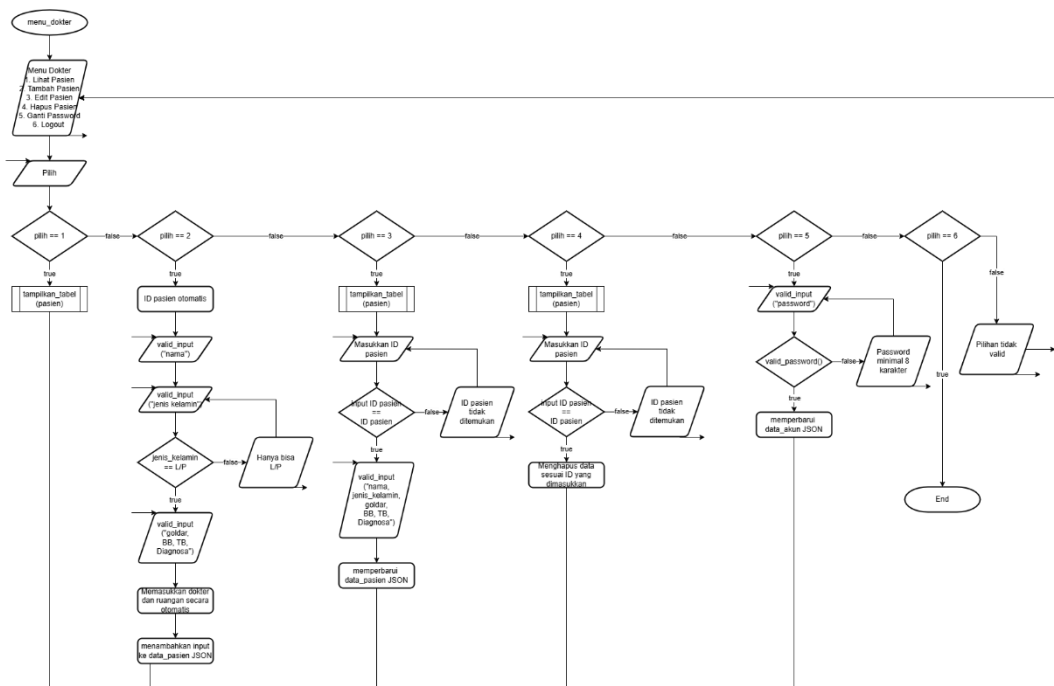 menu_dokter
Menu Dokter
1. Lihat Pasien
2. Tambah Pasien
3. Edit Pasien
4. Hapus Pasien
5. Ganti Password
6. Logout
Pilih
pilih == 1
false
pilih == 2
false
pilih == 3
false
pilih == 4
false
pilih == 5
false
pilih == 6
false
true
true
true
true
true
true
tampilkan_tabel
(pasien)
ID pasien otomatis
valid_input
("nama")
valid_input
("jenis kelamin")
jenis_kelamin
== L/P
false
Hanya bisa
L/P
true
valid_input
("goldar,
BB, TB,
Diagnosa")
Memasukkan dokter
dan ruangan secara
otomatis
menambahkan input
ke data_pasien JSON
tampilkan_tabel
(pasien)
Masukkan ID
pasien
input ID pasien
==
ID pasien
false
ID pasien
tidak
ditemukan
true
valid_input
("nama,
jenis_kelamin,
goldar,
BB, TB,
Diagnosa")
memperbarui
data_pasien JSON
tampilkan_tabel
(pasien)
Masukkan ID
pasien
input ID pasien
==
ID pasien
false
ID pasien
tidak
ditemukan
true
Menghapus data
sesuai ID yang
dimasukkan
valid_input
("password")
valid_password()
false
Password
minimal 8
karakter
true
memperbarui
data_akun JSON
Pilihan tidak
valid
End